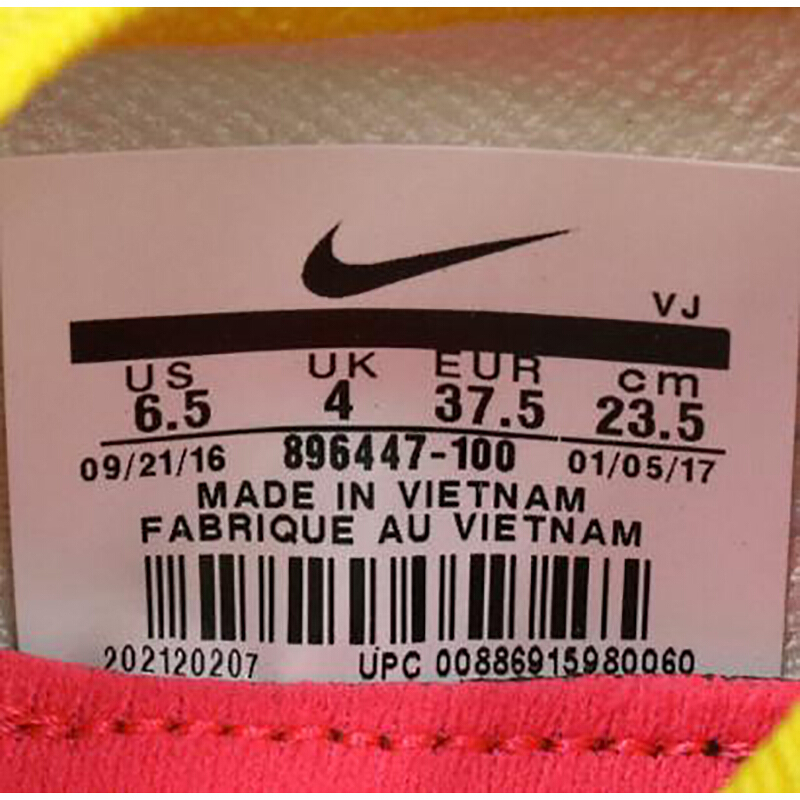 VJ
US UK EUR cm
6.5 4 37.5 23.5
09/21/16 896447-100 01/05/17
MADE IN VIETNAM
FABRIQUE AU VIETNAM
202120207 UPC 00886915980060